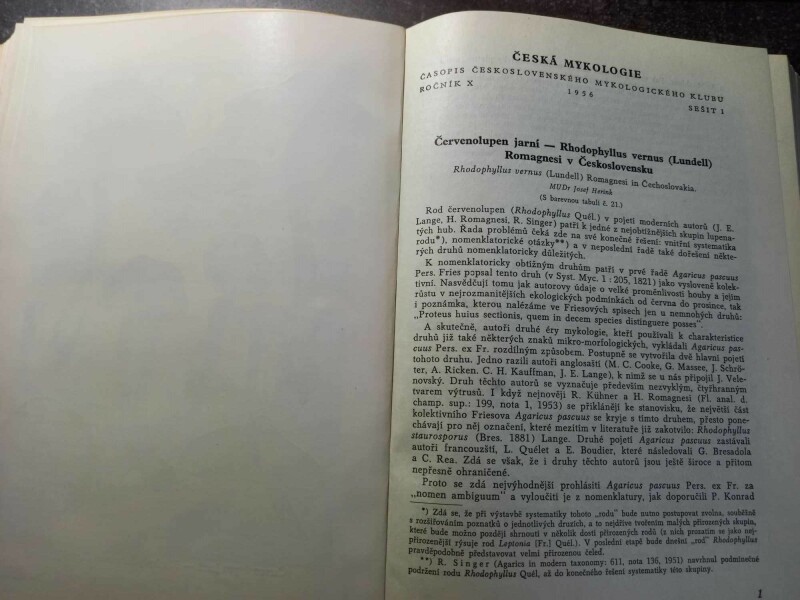 ČESKÁ MYKOLOGIE
ČASOPIS ČESKOSLOVENSKÉHO MYKOLOGICKÉHO KLUBU
ROČNÍK X 1956 SEŠIT 1
Červenolupen jarní — Rhodophyllus vernus (Lundell)
Romagnesi v Československu
Rhodophyllus vernus (Lundell) Romagnesi in Čechoslovakia.
MUDr Josef Herink
(S barevnou tabulí č. 21.)
Rod červenolupen (Rhodophyllus Quél.) v pojetí moderních autorů (J. E.
Lange, H. Romagnesi, R. Singer) patří k jedné z nejobtížnějších skupin lupena-
tých hub. Řada problémů čeká zde na své konečné řešení: vnitřní systematika
rodu*), nomenklatorické otázky**) a v neposlední řadě také dořešení někte-
rých druhů nomenklatoricky důležitých.
K nomenklatoricky obtížným druhům patří v prvé řadě Agaricus pascuus
Pers. Fries popsal tento druh (v Syst. Myc. 1 : 205, 1821) jako vysloveně kolek-
tivní. Nasvědčují tomu jak autorovy údaje o velké proměnlivosti houby a jejím
růstu v nejrozmanitějších ekologických podmínkách od června do prosince, tak
i poznámka, kterou nalézáme ve Friesových spisech jen u nemnohých druhů:
„Proteus huius sectionis, quem in decem species distinguere posses“.
A skutečně, autoři druhé éry mykologie, kteří používali k charakteristice
druhů již také některých znaků mikro-morfologických, vykládali Agaricus pas-
cuus Pers. ex Fr. rozdílným způsobem. Postupně se vytvořila dvě hlavní pojetí
tohoto druhu. Jedno razili autoři anglosaští (M. C. Cooke, G. Massee, J. Schrö-
ter, A. Ricken. C. H. Kauffman, J. E. Lange), k nimž se u nás připojil J. Vele-
novský. Druh těchto autorů se vyznačuje především nezvyklým, čtyřhranným
tvarem výtrusů. I když nejnověji R. Kühner a H. Romagnesi (Fl. anal. d.
champ. sup.: 199, nota 1, 1953) se přiklánějí ke stanovisku, že největší část
kolektivního Friesova Agaricus pascuus se kryje s tímto druhem, přesto pone-
chávají pro něj označení, které mezitím v literatuře již zakotvilo: Rhodophyllus
staurosporus (Bres. 1881) Lange. Druhé pojetí Agaricus pascuus zastávali
autoři francouzští, L. Quélet a E. Boudier, které následovali G. Bresadola
a C. Rea. Zdá se však, že i druhy těchto autorů jsou ještě široce a přitom
nepřesně ohraničené.
Proto se zdá nejvýhodnější prohlásiti Agaricus pascuus Pers. ex Fr. za
„nomen ambiguum“ a vyloučiti je z nomenklatury, jak doporučili P. Konrad
*) Zdá se, že při výstavbě systematiky tohoto „rodu“ bude nutno postupovat zvolna, souběžně
s rozšiřováním poznatků o jednotlivých druzích, a to nejdříve tvořením malých přirozených skupin,
které bude možno později shrnouti v několik dosti přirozených rodů (z nich prozatím se jako nej-
přirozenější rýsuje rod Leptonia [Fr.] Quél.). V poslední etapě bude dnešní „rod“ Rhodophyllus
pravděpodobně představovat velmi přirozenou čeleď.
**) R. Singer (Agarics in modern taxonomy: 611, nota 136, 1951) navrhoval podmínečné
podržení rodu Rhodophyllus Quél, až do konečného řešení systematiky této skupiny.
1